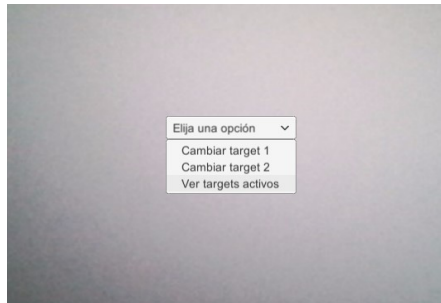 Elija una opción
Cambiar target 1
Cambiar target 2
Ver targets activos